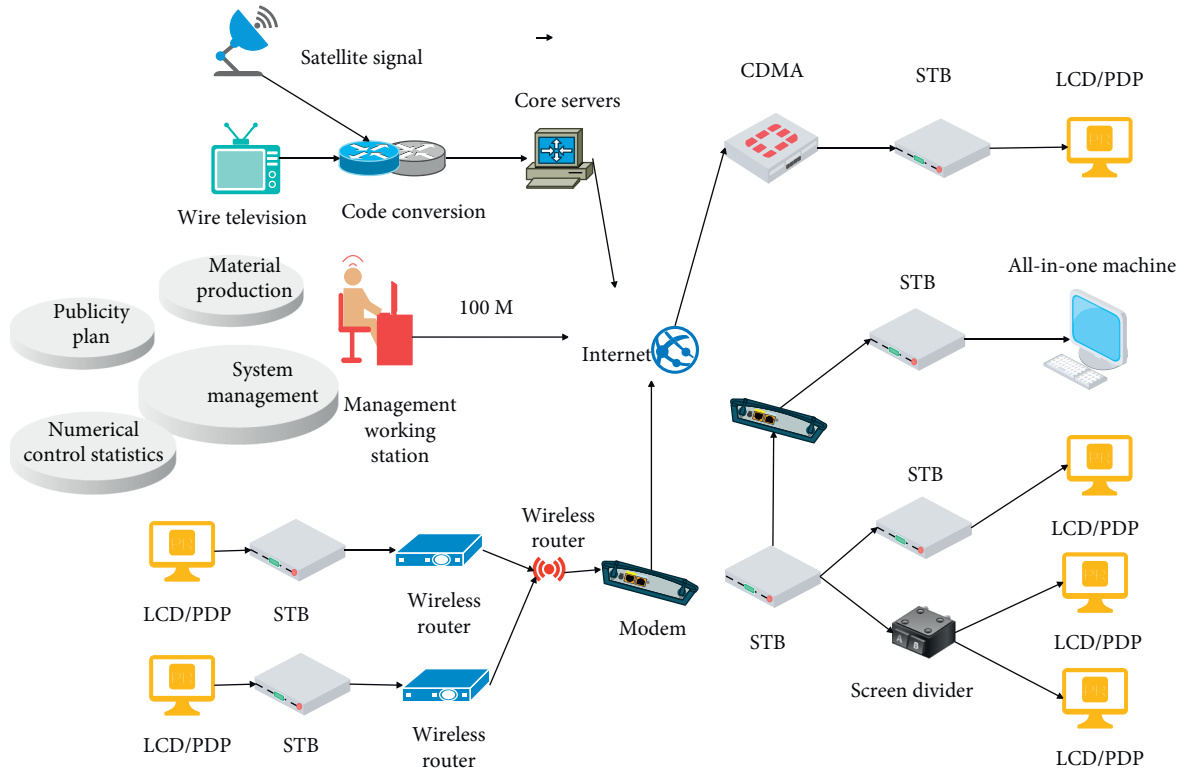 Satellite signal
Core servers
CDMA
STB
LCD/PDP
Wire television
Code conversion
Material
production
Publicity
plan
System
management
Numerical
control statistics
100 M
Management
working
station
Internet
STB
All-in-one machine
STB
LCD/PDP
Wireless
router
LCD/PDP
STB
Wireless
router
Modem
STB
A B
Screen divider
LCD/PDP
LCD/PDP
STB
Wireless
router
LCD/PDP